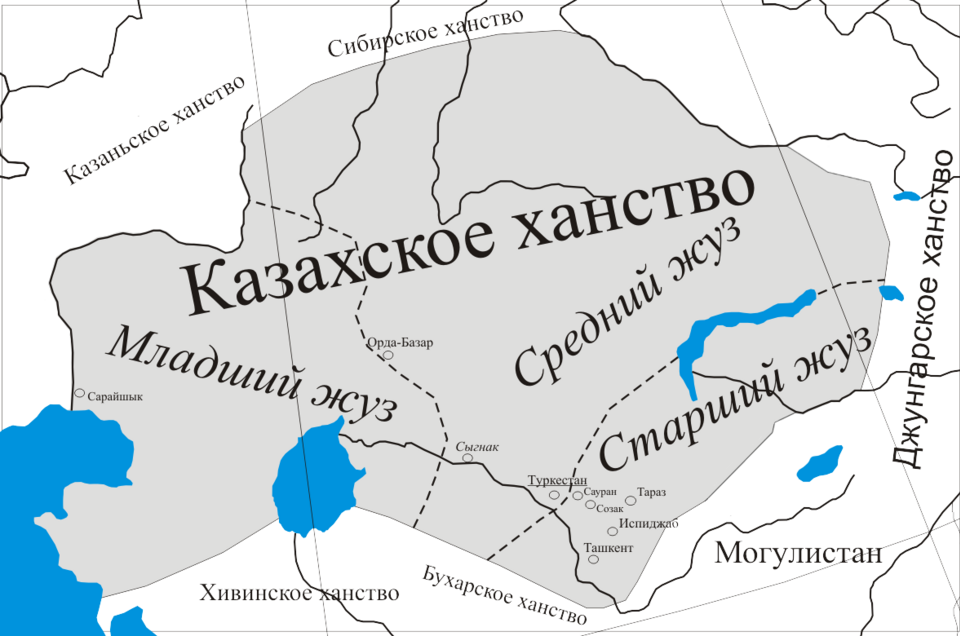 Сибирское ханство
Казаньское ханство
Казахское ханство
Джунгарское ханство
Средний жуз
Младший жуз
Старший жуз
Орда-Базар
Сарайшык
Сыгнак
Туркестан
Сауран
Тараз
Созак
Испиджаб
Ташкент
Могулистан
Хивинское ханство
Бухарское ханство